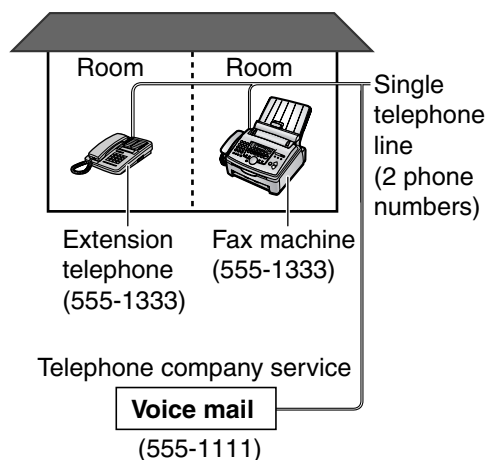 Room
Room
Single
telephone
line
(2 phone
numbers)
Extension
telephone
(555-1333)
Fax machine
(555-1333)
Telephone company service
Voice mail
(555-1111)